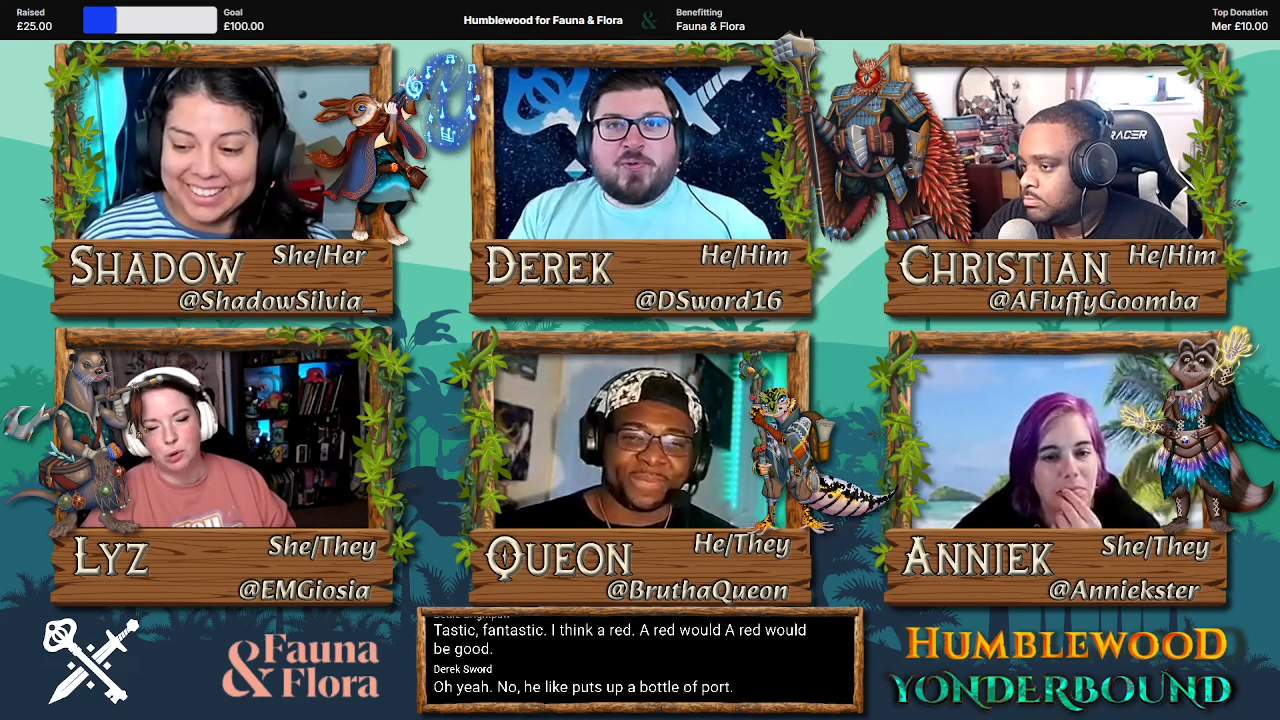 Raised
£25.00
Goal
£100.00
Humblewood for Fauna & Flora
&
Benefitting
Fauna & Flora
Top Donation
Mer £10.00
RACER
SHADOW She/Her
@ShadowSilvia_
DEREK He/Him
@DSword16
CHRISTIAN He/Him
@AFluffyGoomba
LYZ She/They
@EMGiosia
QUEON He/They
@BruthaQueon
ANNIEK She/They
@Anniekster
Fauna
& Flora
Tastic, fantastic. I think a red. A red would A red would
be good.
Derek Sword
Oh yeah. No, he like puts up a bottle of port.
HUMBLEWOOD
YONDERBOUND